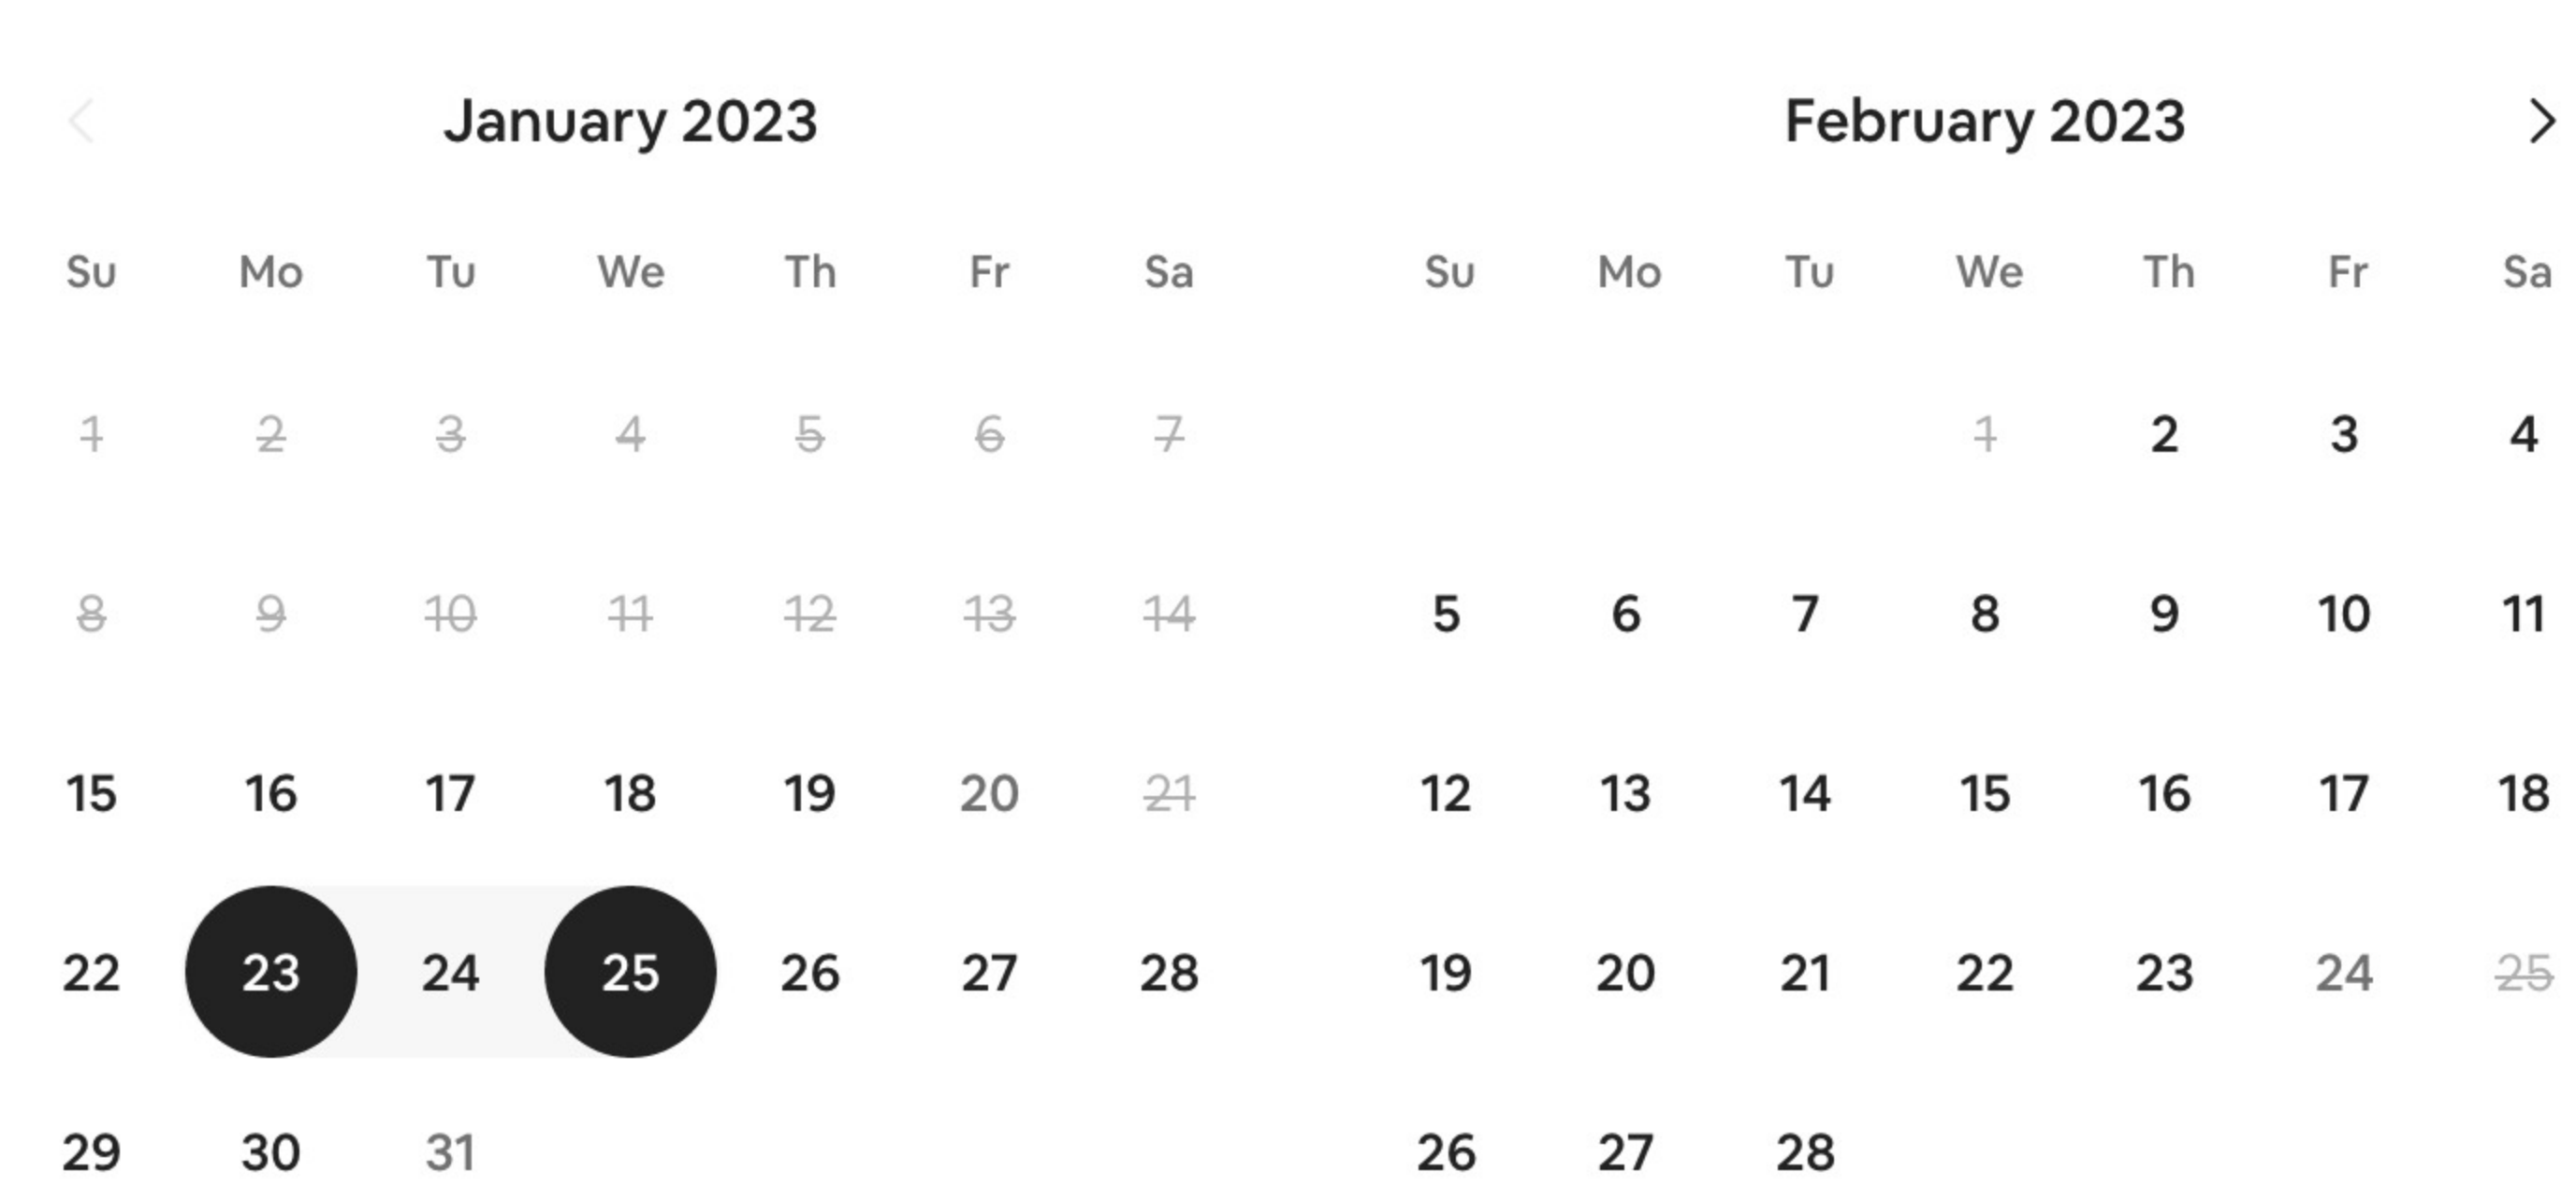 January 2023
Su Mo Tu We Th Fr Sa
1 2 3 4 5 6 7
8 9 10 11 12 13 14
15 16 17 18 19 20 21
22 23 24 25 26 27 28
29 30 31
February 2023
Su Mo Tu We Th Fr Sa
1 2 3 4
5 6 7 8 9 10 11
12 13 14 15 16 17 18
19 20 21 22 23 24 25
26 27 28